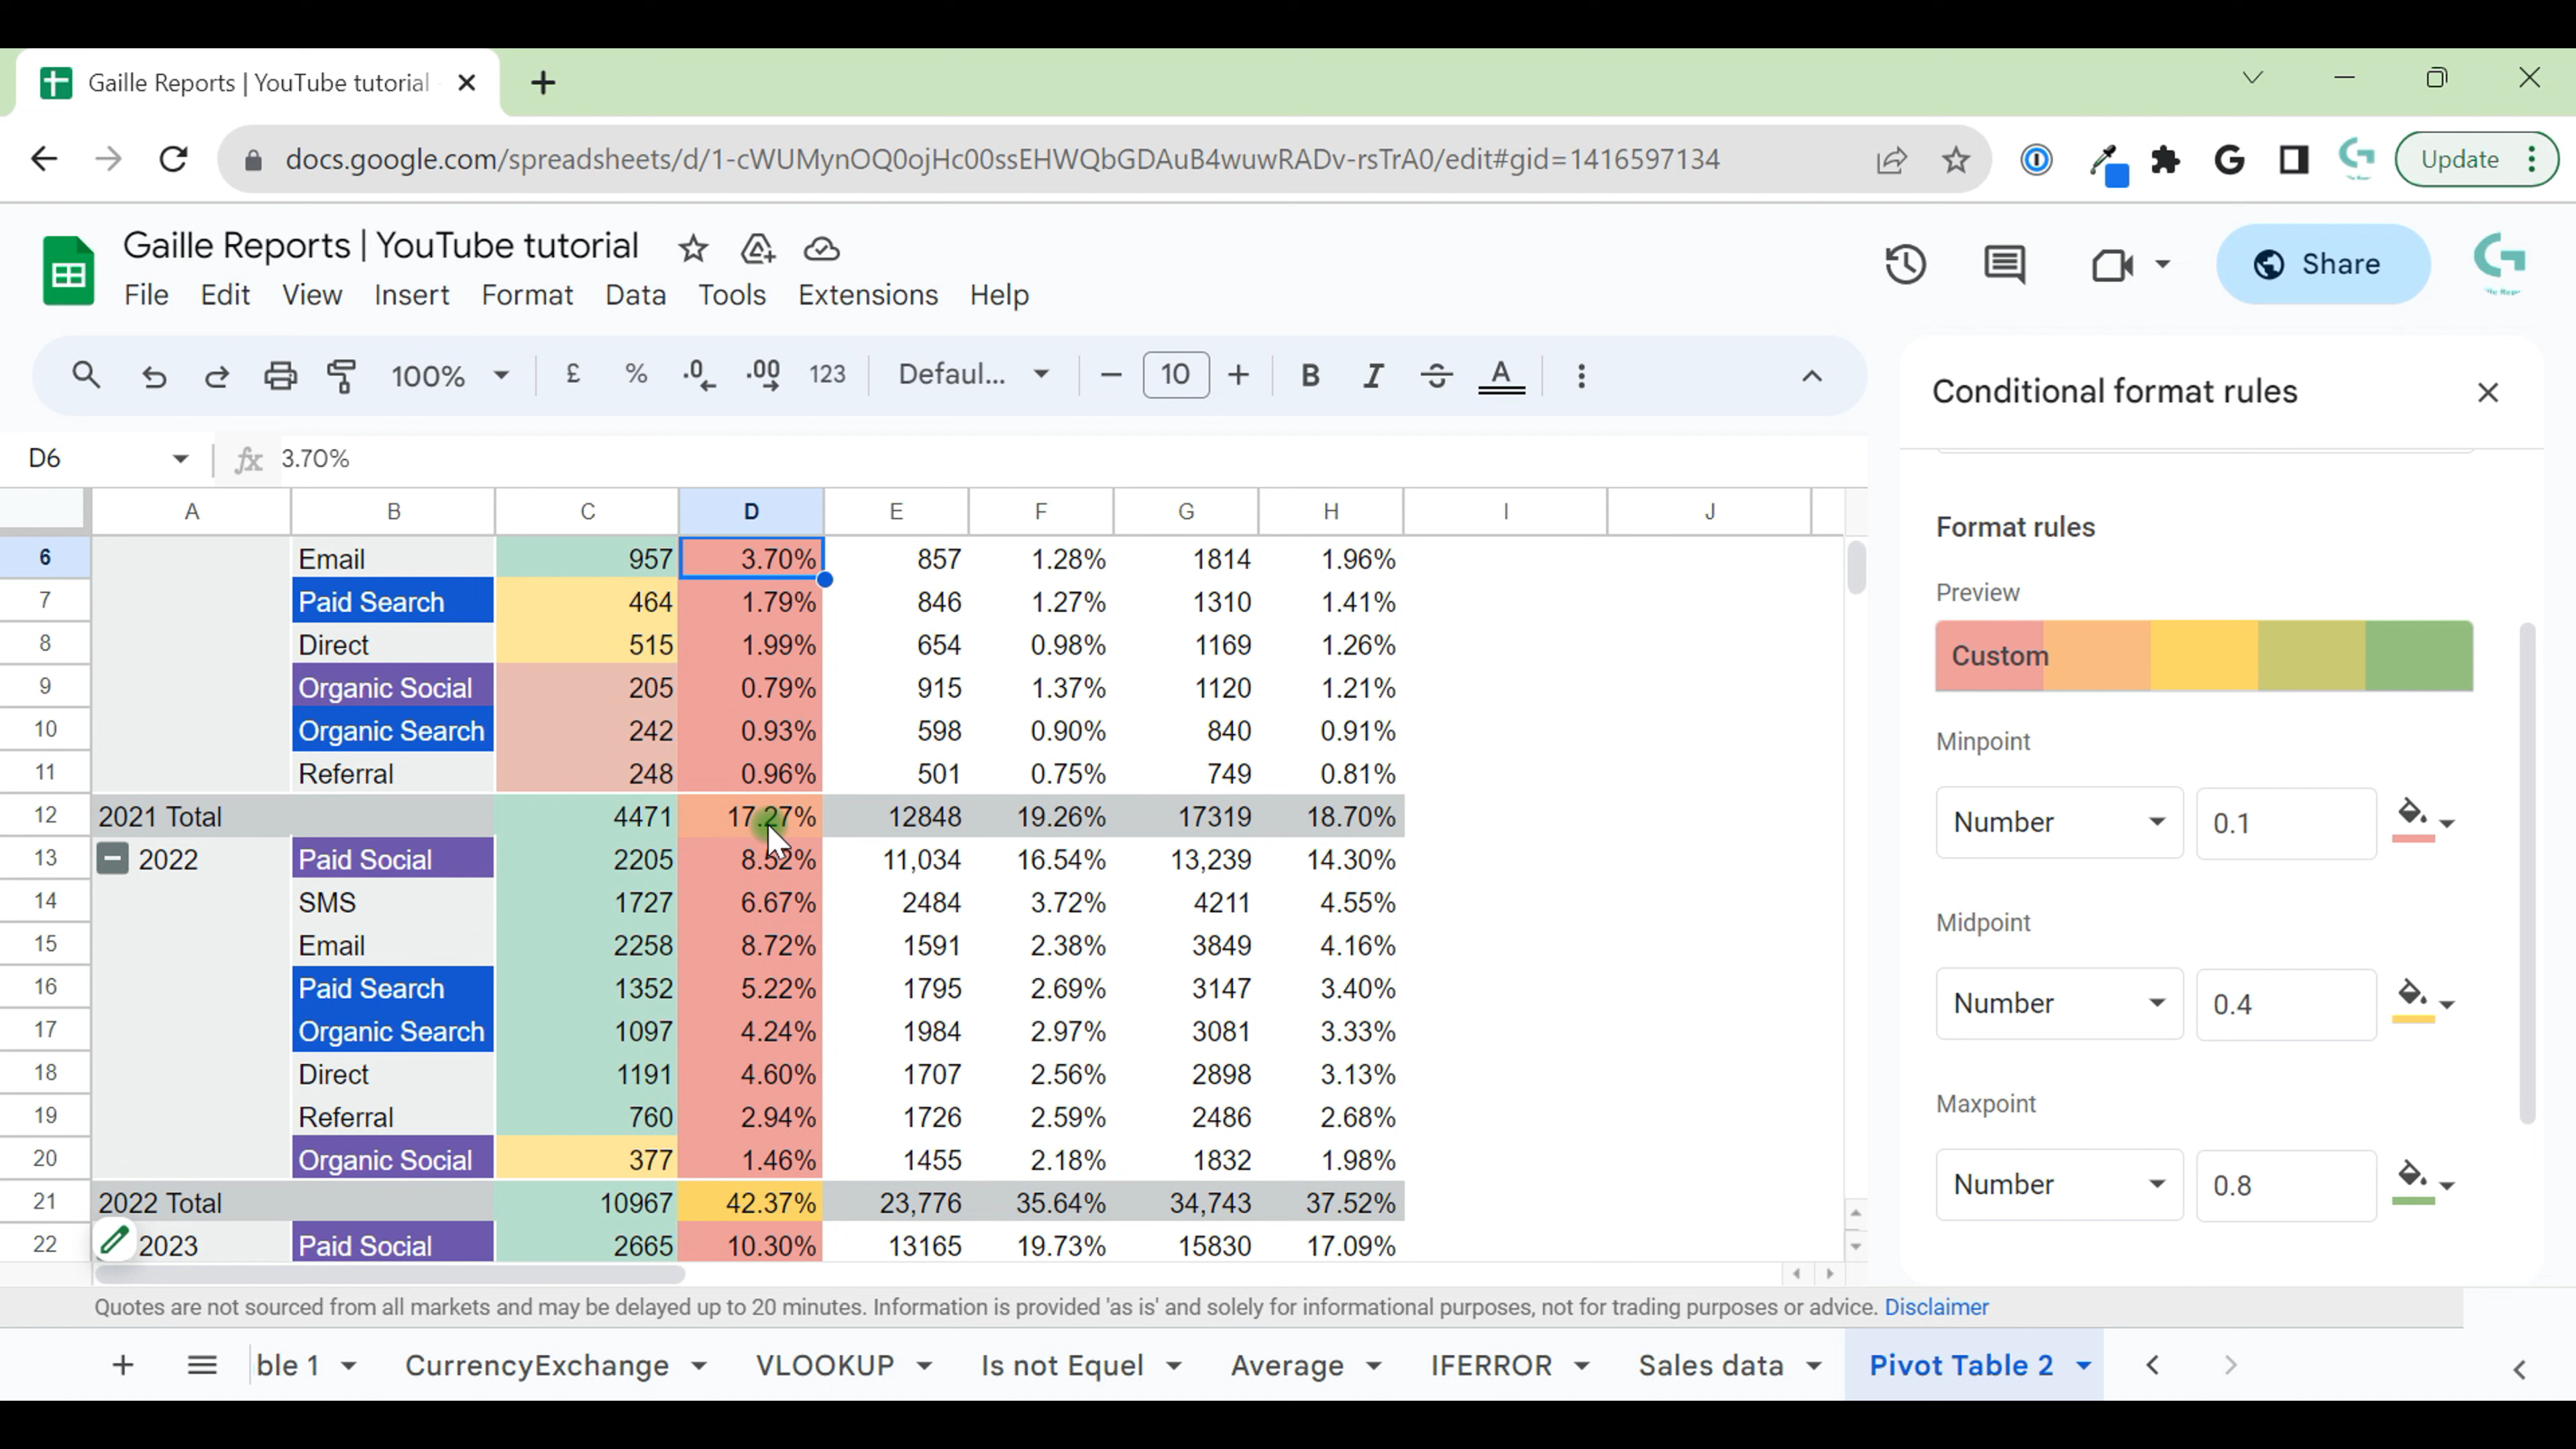 Gaille Reports | YouTube tutorial
docs.google.com/spreadsheets/d/1-cWUMynOQ0ojHc00ssEHWQbGDAuB4wuwRADv-rsTrA0/edit#gid=1416597134
Update
Gaille Reports | YouTube tutorial
File Edit View Insert Format Data Tools Extensions Help
Share
100% £ % .0 .00 123 Defaul... 10 B I S A
Conditional format rules
D6 fx 3.70%
A B C D E F G H I J
6 Email 957 3.70% 857 1.28% 1814 1.96%
7 Paid Search 464 1.79% 846 1.27% 1310 1.41%
8 Direct 515 1.99% 654 0.98% 1169 1.26%
9 Organic Social 205 0.79% 915 1.37% 1120 1.21%
10 Organic Search 242 0.93% 598 0.90% 840 0.91%
11 Referral 248 0.96% 501 0.75% 749 0.81%
12 2021 Total 4471 17.27% 12848 19.26% 17319 18.70%
13 2022 Paid Social 2205 8.52% 11,034 16.54% 13,239 14.30%
14 SMS 1727 6.67% 2484 3.72% 4211 4.55%
15 Email 2258 8.72% 1591 2.38% 3849 4.16%
16 Paid Search 1352 5.22% 1795 2.69% 3147 3.40%
17 Organic Search 1097 4.24% 1984 2.97% 3081 3.33%
18 Direct 1191 4.60% 1707 2.56% 2898 3.13%
19 Referral 760 2.94% 1726 2.59% 2486 2.68%
20 Organic Social 377 1.46% 1455 2.18% 1832 1.98%
21 2022 Total 10967 42.37% 23,776 35.64% 34,743 37.52%
22 2023 Paid Social 2665 10.30% 13165 19.73% 15830 17.09%
Format rules
Preview
Custom
Minpoint
Number 0.1
Midpoint
Number 0.4
Maxpoint
Number 0.8
Quotes are not sourced from all markets and may be delayed up to 20 minutes. Information is provided 'as is' and solely for informational purposes, not for trading purposes or advice. Disclaimer
ble 1 CurrencyExchange VLOOKUP Is not Equel Average IFERROR Sales data Pivot Table 2